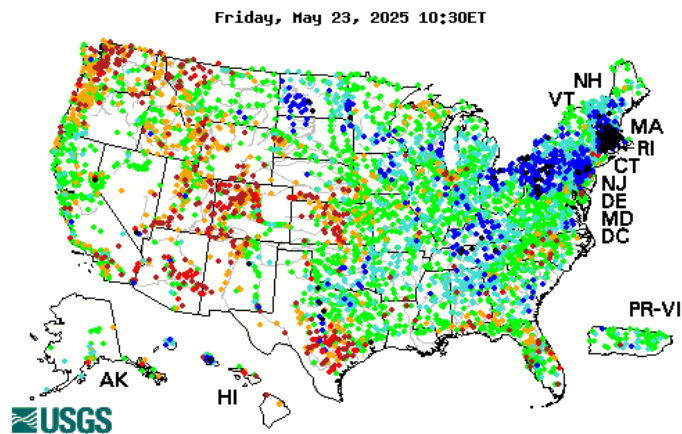 Friday, May 23, 2025 10:30ET
NH
VT
MA
RI
CT
NJ
DE
MD
DC
PR-VI
AK
HI
USGS